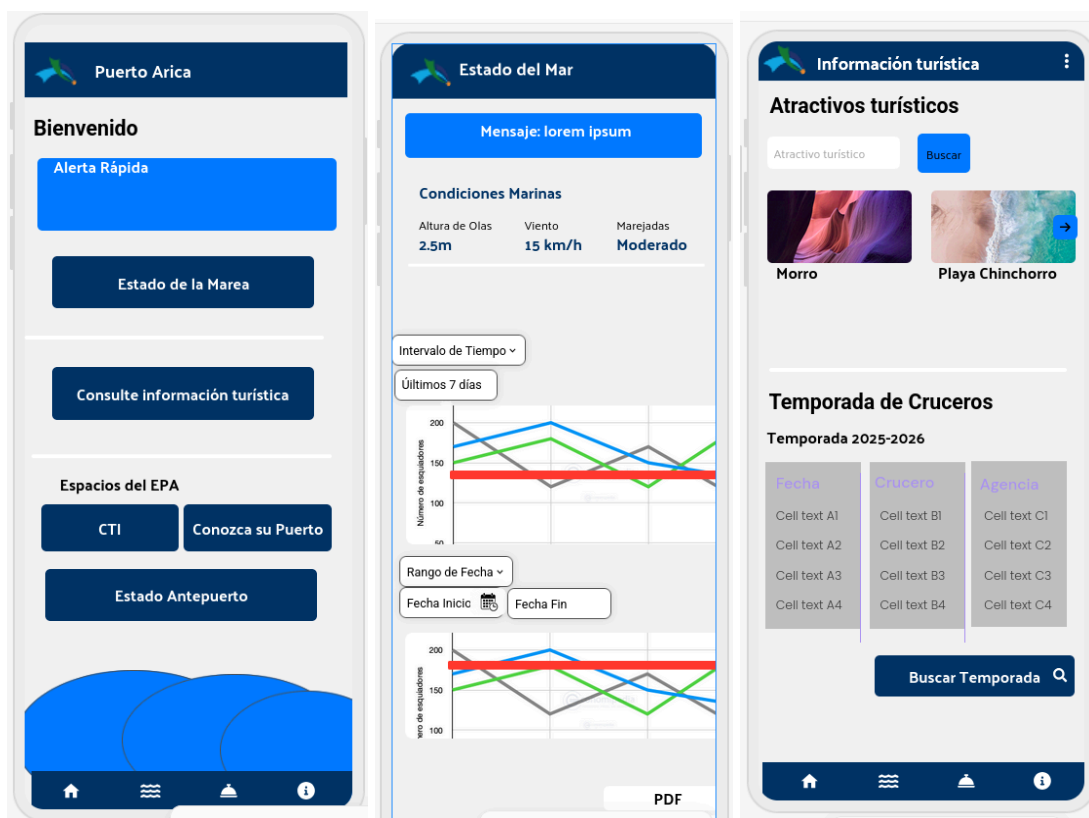 Puerto Arica
Bienvenido
Alerta Rápida
Estado de la Marea
Consulte información turística
Espacios del EPA
CTI
Conozca su Puerto
Estado Antepuerto
Estado del Mar
Mensaje: lorem ipsum
Condiciones Marinas
Altura de Olas Viento Marejadas
2.5m 15 km/h Moderado
Intervalo de Tiempo
Úiltimos 7 días
200
150
100
50
Número de esquiadores
Rango de Fecha
Fecha Inicic Fecha Fin
200
150
100
nero de esquiadores
PDF
Información turística
Atractivos turísticos
Atractivo turístico Buscar
Morro Playa Chinchorro
Temporada de Cruceros
Temporada 2025-2026
Fecha Crucero Agencia
Cell text A1 Cell text B1 Cell text C1
Cell text A2 Cell text B2 Cell text C2
Cell text A3 Cell text B3 Cell text C3
Cell text A4 Cell text B4 Cell text C4
Buscar Temporada